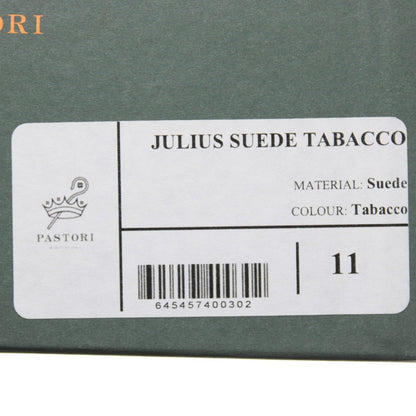 ORI
JULIUS SUEDE TABACCO
MATERIAL: Suede
COLOUR: Tabacco
PASTORI
11
645457400302